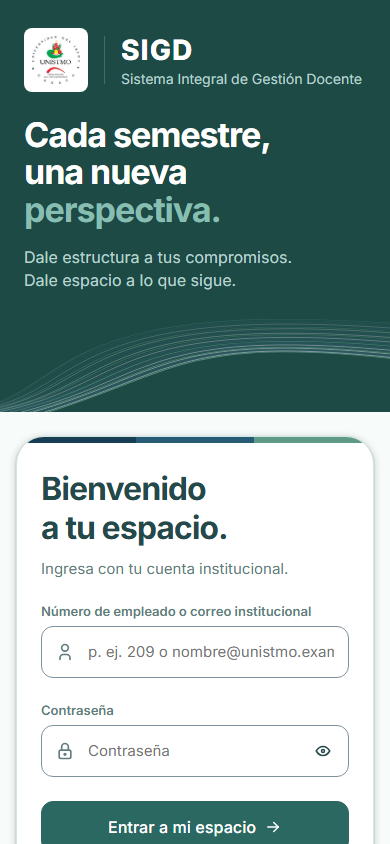 UNISTMO
SIGD
Sistema Integral de Gestión Docente
Cada semestre,
una nueva
perspectiva.
Dale estructura a tus compromisos.
Dale espacio a lo que sigue.
Bienvenido
a tu espacio.
Ingresa con tu cuenta institucional.
Número de empleado o correo institucional
p. ej. 209 o nombre@unistmo.exan
Contraseña
Contraseña
Entrar a mi espacio →